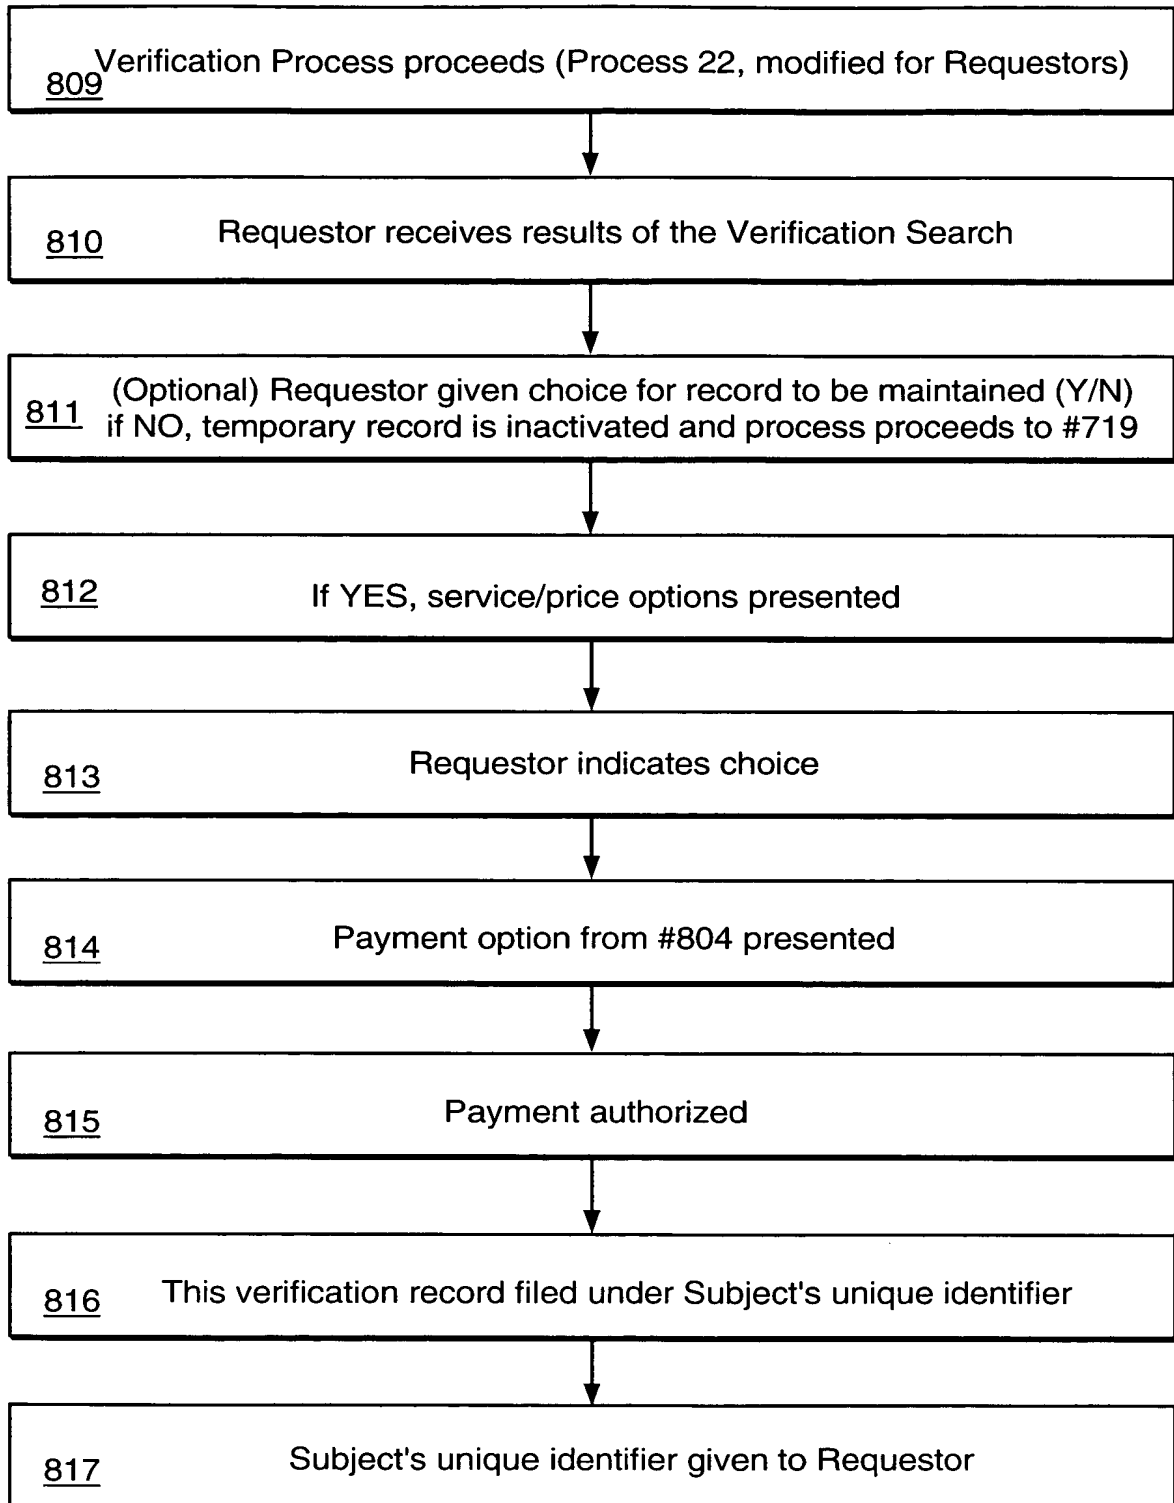 809 Verification Process proceeds (Process 22, modified for Requestors)
810 Requestor receives results of the Verification Search
811 (Optional) Requestor given choice for record to be maintained (Y/N)
if NO, temporary record is inactivated and process proceeds to #719
812 If YES, service/price options presented
813 Requestor indicates choice
814 Payment option from #804 presented
815 Payment authorized
816 This verification record filed under Subject's unique identifier
817 Subject's unique identifier given to Requestor